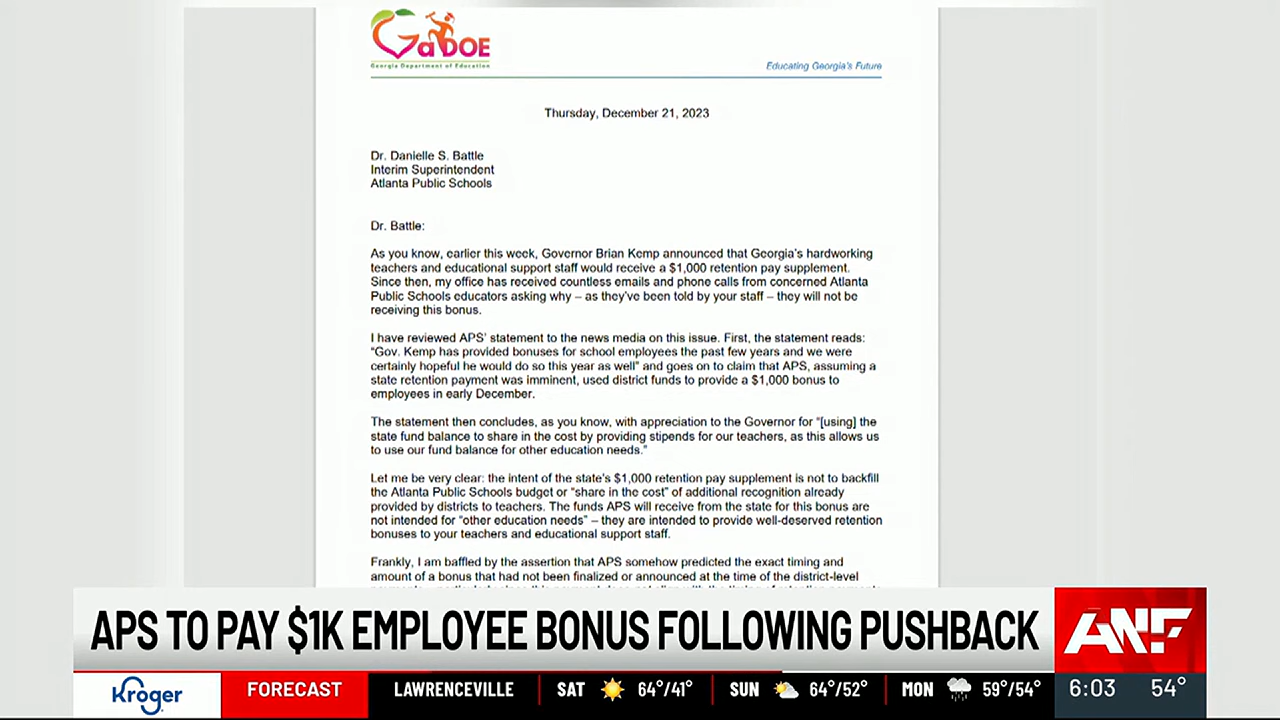 GaDOE
Georgia Department of Education
Educating Georgia's Future
Thursday, December 21, 2023
Dr. Danielle S. Battle
Interim Superintendent
Atlanta Public Schools
Dr. Battle:
As you know, earlier this week, Governor Brian Kemp announced that Georgia's hardworking
teachers and educational support staff would receive a $1,000 retention pay supplement.
Since then, my office has received countless emails and phone calls from concerned Atlanta
Public Schools educators asking why – as they've been told by your staff – they will not be
receiving this bonus.
I have reviewed APS' statement to the news media on this issue. First, the statement reads:
"Gov. Kemp has provided bonuses for school employees the past few years and we were
certainly hopeful he would do so this year as well" and goes on to claim that APS, assuming a
state retention payment was imminent, used district funds to provide a $1,000 bonus to
employees in early December.
The statement then concludes, as you know, with appreciation to the Governor for "[using] the
state fund balance to share in the cost by providing stipends for our teachers, as this allows us
to use our fund balance for other education needs."
Let me be very clear: the intent of the state's $1,000 retention pay supplement is not to backfill
the Atlanta Public Schools budget or "share in the cost" of additional recognition already
provided by districts to teachers. The funds APS will receive from the state for this bonus are
not intended for "other education needs" – they are intended to provide well-deserved retention
bonuses to your teachers and educational support staff.
Frankly, I am baffled by the assertion that APS somehow predicted the exact timing and
amount of a bonus that had not been finalized or announced at the time of the district-level
APS TO PAY $1K EMPLOYEE BONUS FOLLOWING PUSHBACK
ANF
Kroger FORECAST LAWRENCEVILLE SAT 64°/41° SUN 64°/52° MON 59°/54° 6:03 54°